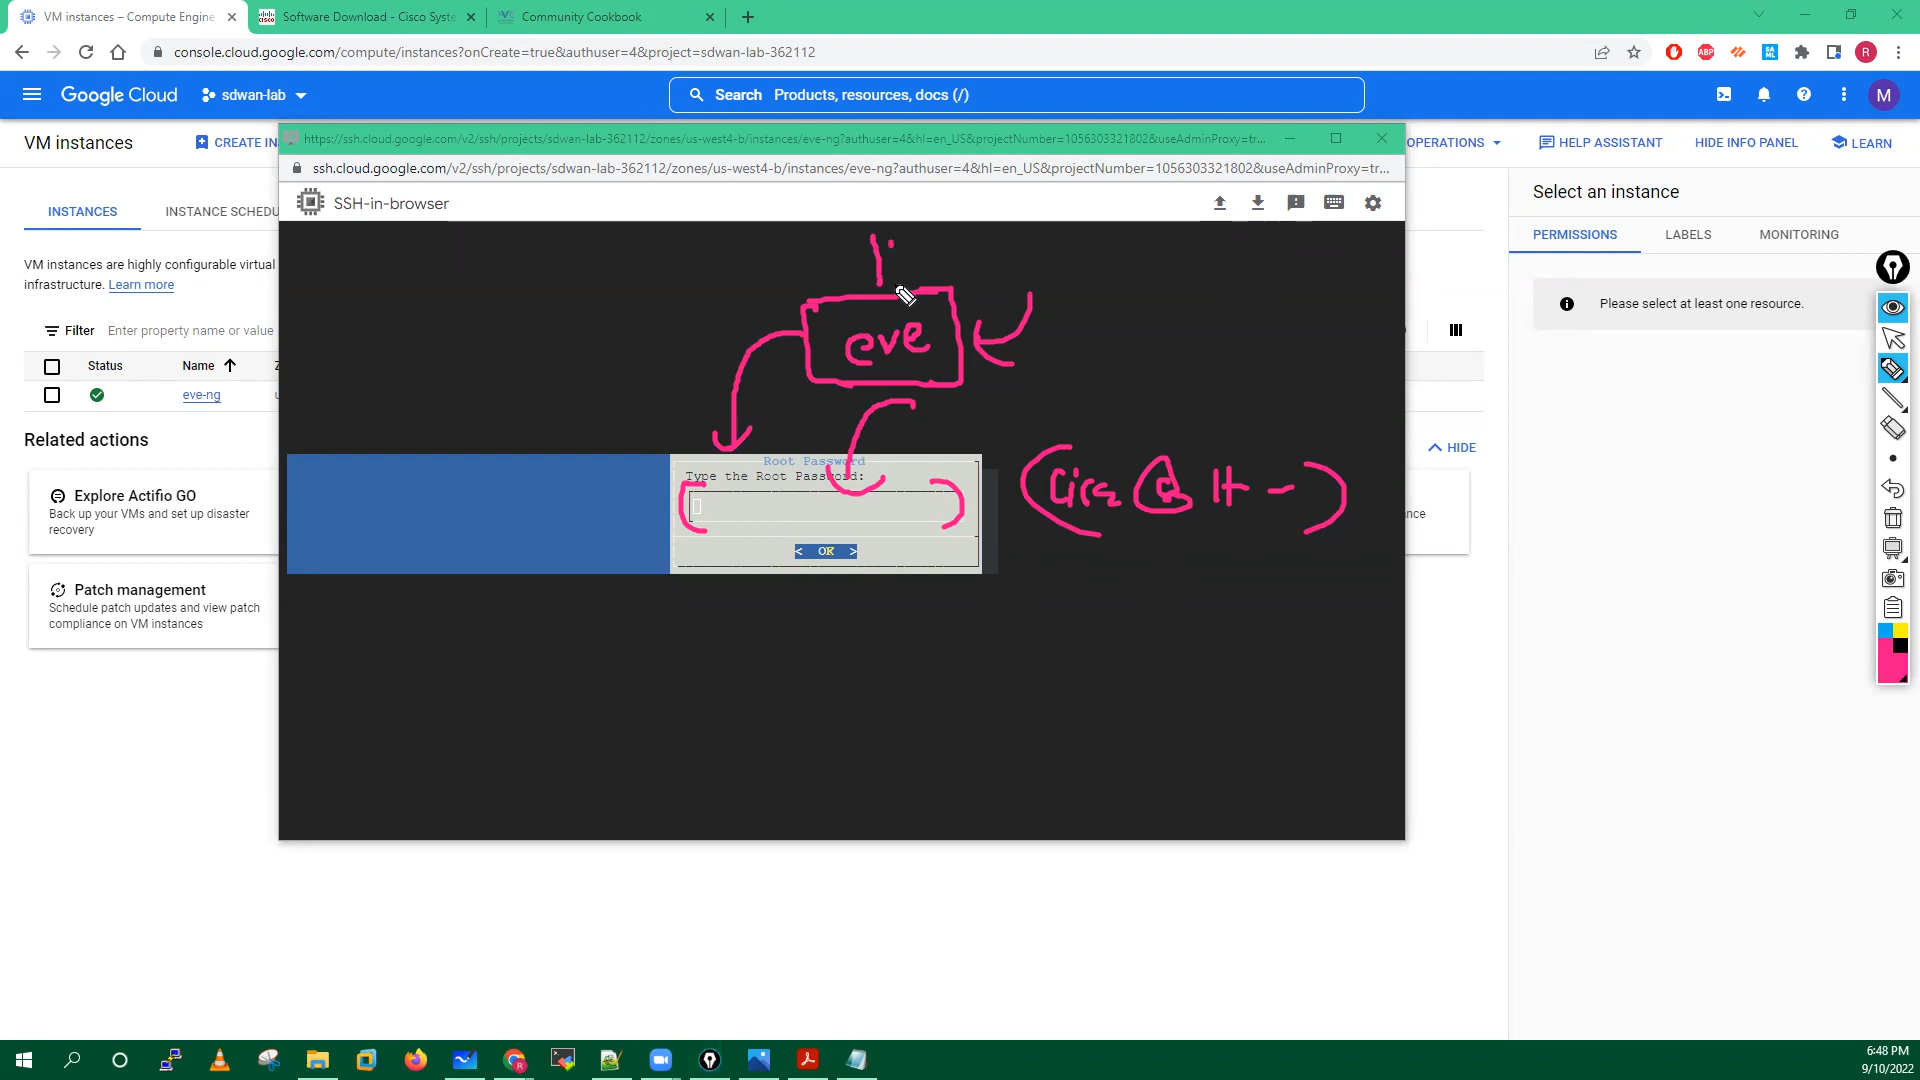 VM instances – Compute Engine
Software Download - Cisco Syste
Community Cookbook
console.cloud.google.com/compute/instances?onCreate=true&authuser=4&project=sdwan-lab-362112
ABP
R
Google Cloud
sdwan-lab
Search Products, resources, docs (/)
M
VM instances
CREATE IN
https://ssh.cloud.google.com/v2/ssh/projects/sdwan-lab-362112/zones/us-west4-b/instances/eve-ng?authuser=4&hl=en_US&projectNumber=1056303321802&useAdminProxy=tr...
OPERATIONS
HELP ASSISTANT
HIDE INFO PANEL
LEARN
ssh.cloud.google.com/v2/ssh/projects/sdwan-lab-362112/zones/us-west4-b/instances/eve-ng?authuser=4&hl=en_US&projectNumber=1056303321802&useAdminProxy=tr...
SSH-in-browser
Select an instance
INSTANCES
INSTANCE SCHEDU
PERMISSIONS
LABELS
MONITORING
VM instances are highly configurable virtual
infrastructure. Learn more
Please select at least one resource.
Filter Enter property name or value
eve
Status
Name
eve-ng
Related actions
HIDE
Root Password
Type the Root Password:
< OK >
Explore Actifio GO
Back up your VMs and set up disaster
recovery
nce
Patch management
Schedule patch updates and view patch
compliance on VM instances
6:48 PM
9/10/2022